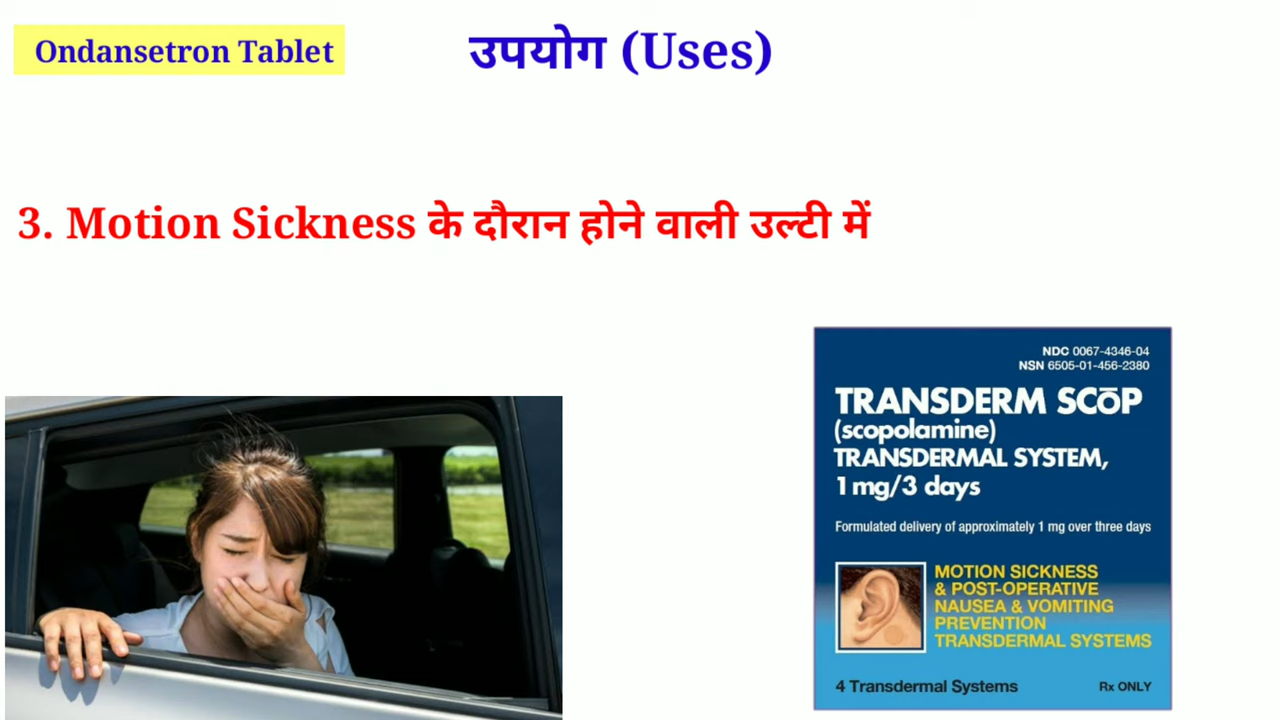 Ondansetron Tablet
उपयोग (Uses)
3. Motion Sickness के दौरान होने वाली उल्टी में
NDC 0067-4346-04
NSN 6505-01-456-2380
TRANSDERM SCŌP
(scopolamine)
TRANSDERMAL SYSTEM,
1 mg/3 days
Formulated delivery of approximately 1 mg over three days
MOTION SICKNESS
& POST-OPERATIVE
NAUSEA & VOMITING
PREVENTION
TRANSDERMAL SYSTEMS
4 Transdermal Systems
Rx ONLY